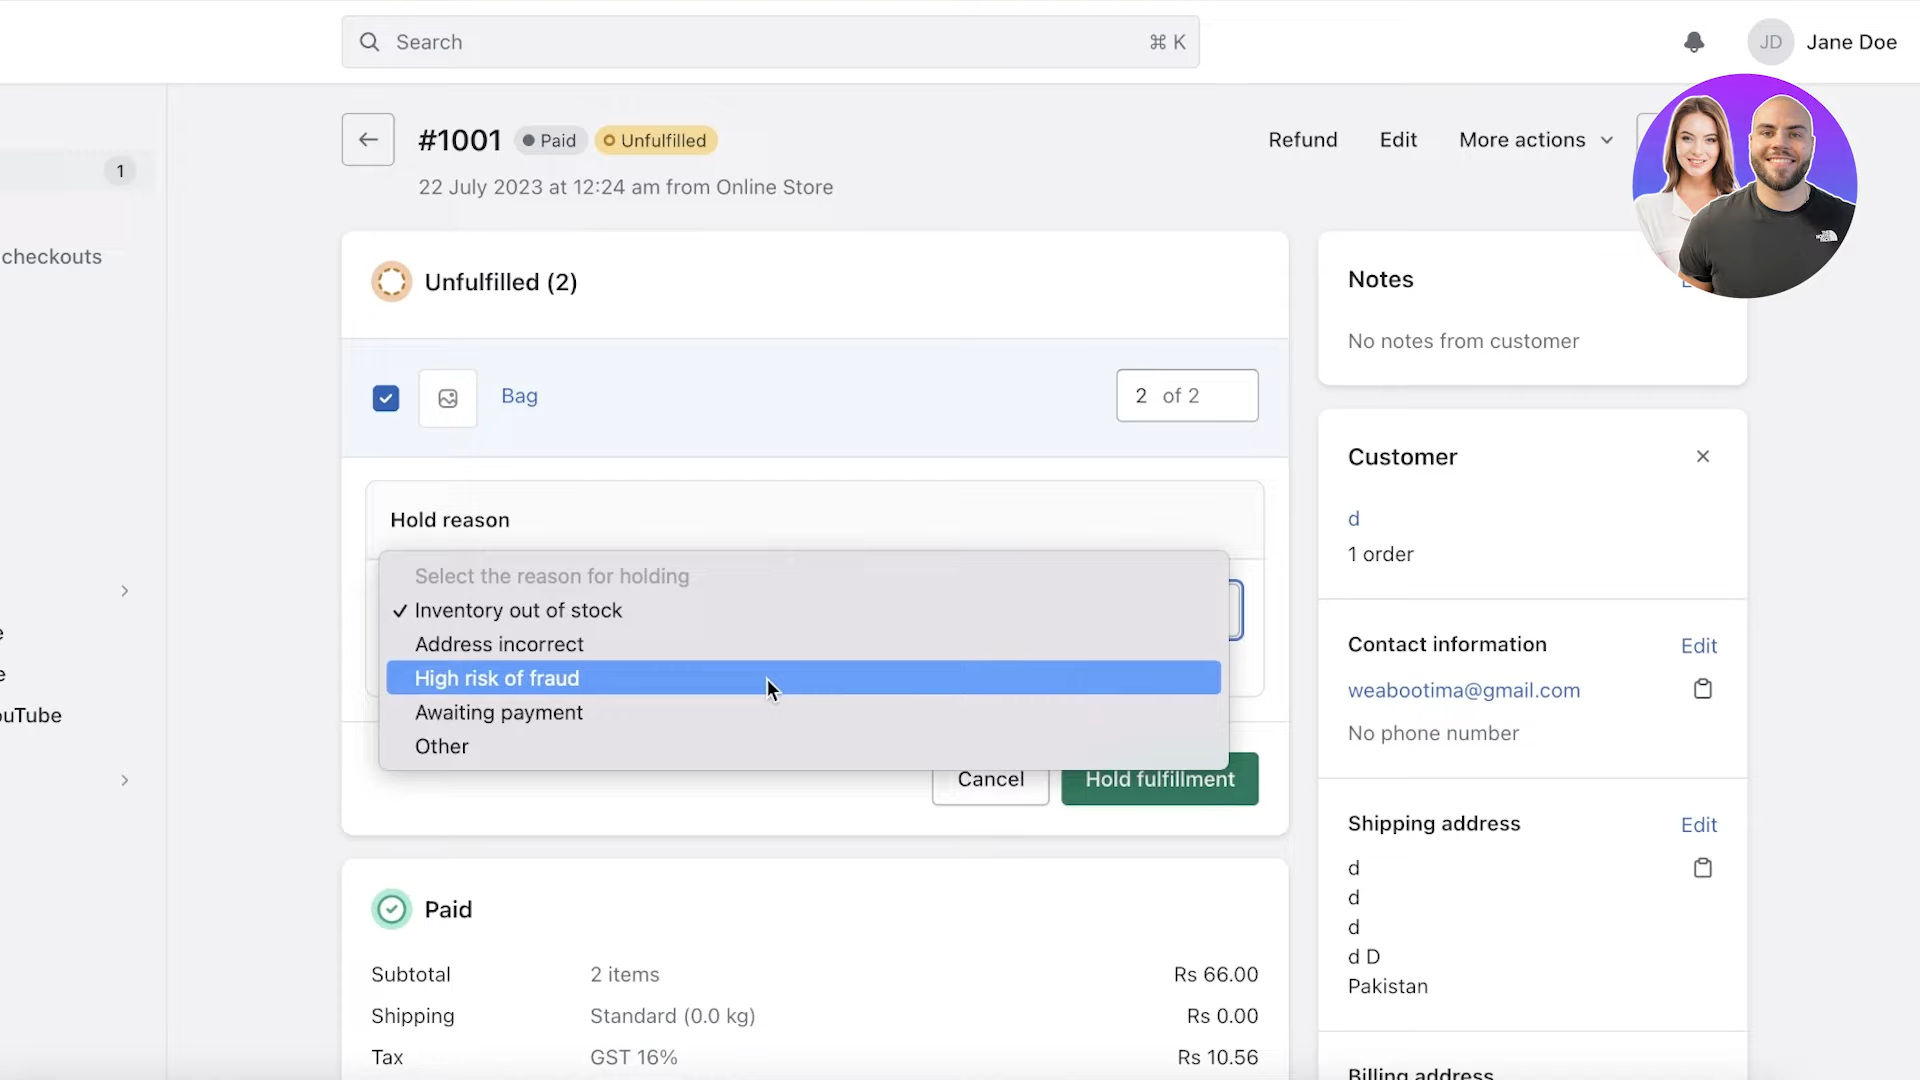 Search
⌘ K
JD
Jane Doe
1
checkouts
ouTube
#1001
Paid
Unfulfilled
22 July 2023 at 12:24 am from Online Store
Refund
Edit
More actions
Unfulfilled (2)
Bag
2 of 2
Hold reason
Select the reason for holding
✓ Inventory out of stock
Address incorrect
High risk of fraud
Awaiting payment
Other
Cancel
Hold fulfillment
Paid
Subtotal 2 items Rs 66.00
Shipping Standard (0.0 kg) Rs 0.00
Tax GST 16% Rs 10.56
Notes
No notes from customer
Customer
d
1 order
Contact information
Edit
weabootima@gmail.com
No phone number
Shipping address
Edit
d
d
d
d D
Pakistan
Billing address